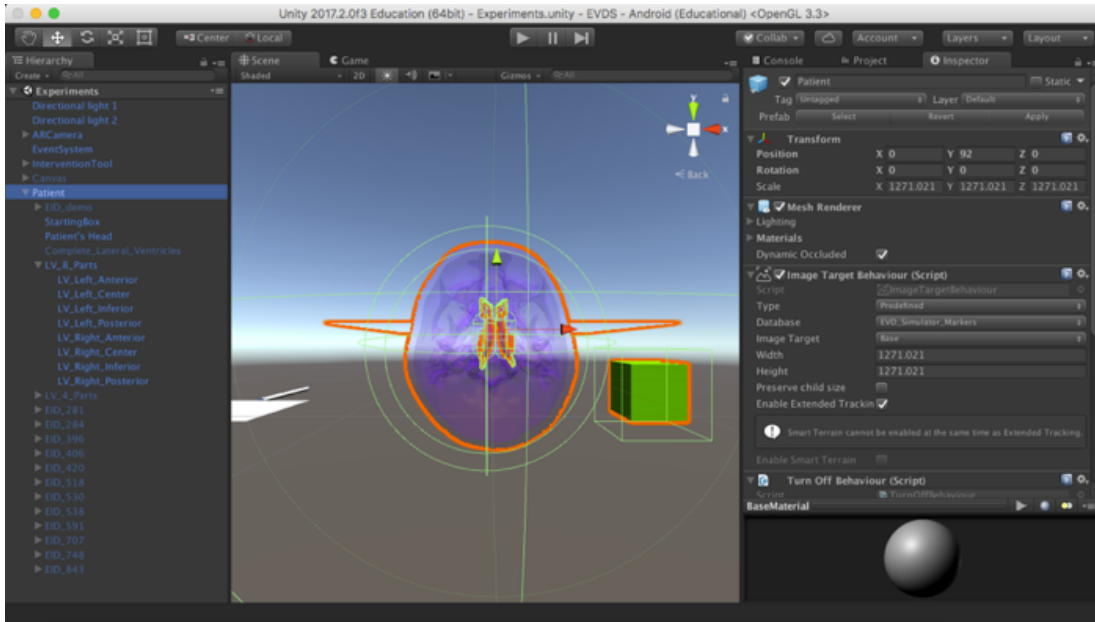 Unity 2017.2.0f3 Education (64bit) - Experiments.unity - EVDS - Android (Educational) <OpenGL 3.3>
Center Local
Collab Account Layers Layout
Hierarchy
Create All
Experiments
Directional light 1
Directional light 2
ARCamera
EventSystem
InterventionTool
Canvas
Patient
EID_demo
StartingBox
Patient's Head
Complete_Lateral_Ventricles
LV_8_Parts
LV_Left_Anterior
LV_Left_Center
LV_Left_Inferior
LV_Left_Posterior
LV_Right_Anterior
LV_Right_Center
LV_Right_Inferior
LV_Right_Posterior
LV_4_Parts
EID_281
EID_284
EID_396
EID_406
EID_420
EID_518
EID_530
EID_538
EID_591
EID_707
EID_748
EID_843
Scene Game
Shaded 2D Gizmos All
y
x
Back
Console Project Inspector
Patient Static
Tag Untagged Layer Default
Prefab Select Revert Apply
Transform
Position X 0 Y 92 Z 0
Rotation X 0 Y 0 Z 0
Scale X 1271.021 Y 1271.021 Z 1271.021
Mesh Renderer
Lighting
Materials
Dynamic Occluded
Image Target Behaviour (Script)
Script ImageTargetBehaviour
Type Predefined
Database EVD_Simulator_Markers
Image Target Base
Width 1271.021
Height 1271.021
Preserve child size
Enable Extended Trackin
Smart Terrain cannot be enabled at the same time as Extended Tracking.
Enable Smart Terrain
Turn Off Behaviour (Script)
Script TurnOffBehaviour
BaseMaterial